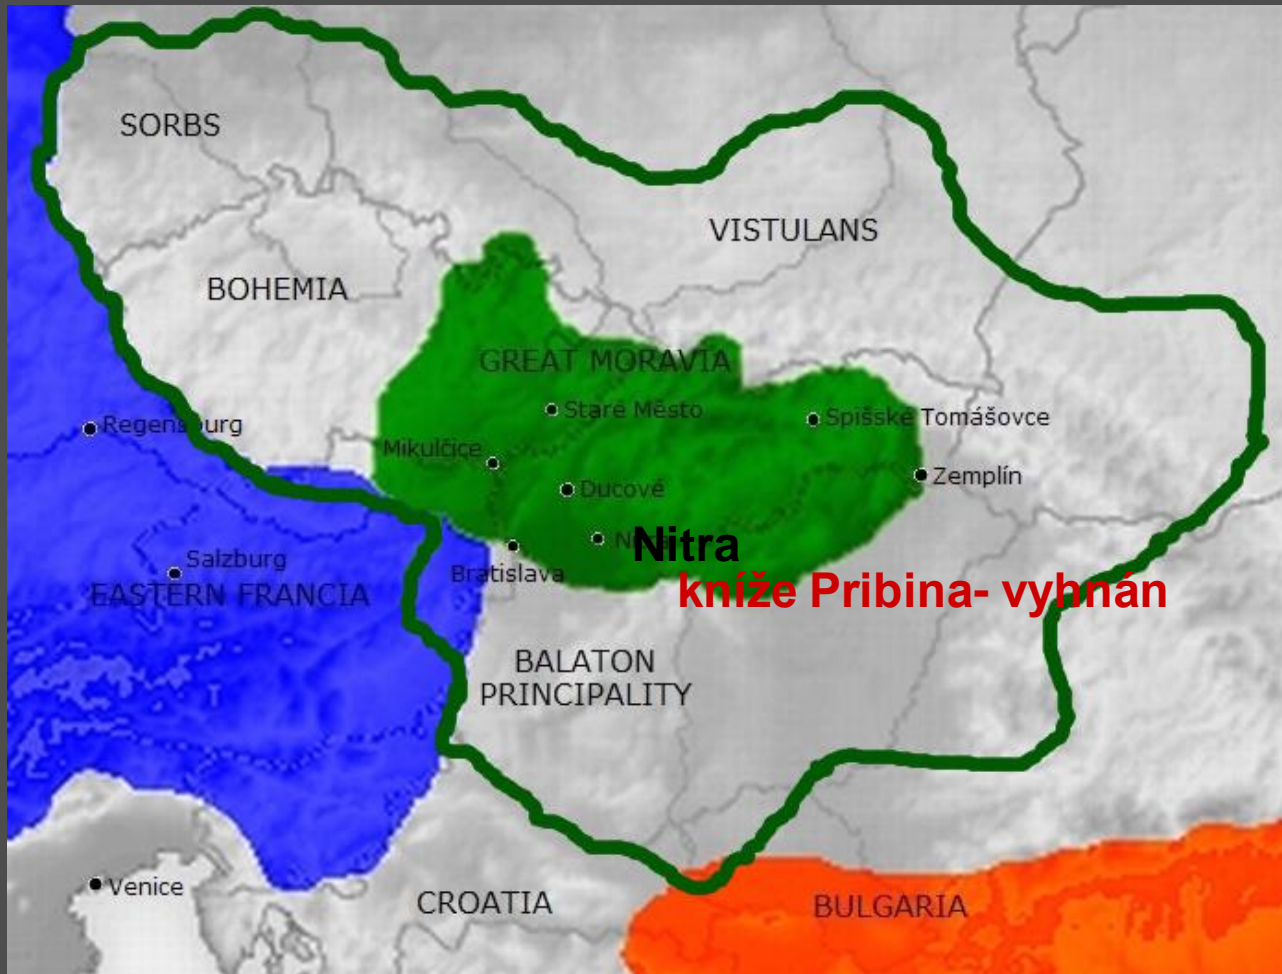 SORBS
VISTULANS
BOHEMIA
GREAT MORAVIA
Staré Město
Spišské Tomášovce
Regensburg
Mikulčice
Zemplín
Ducové
Nitra
Salzburg
Bratislava
kníže Pribina- vyhnán
EASTERN FRANCIA
BALATON
PRINCIPALITY
Venice
CROATIA
BULGARIA